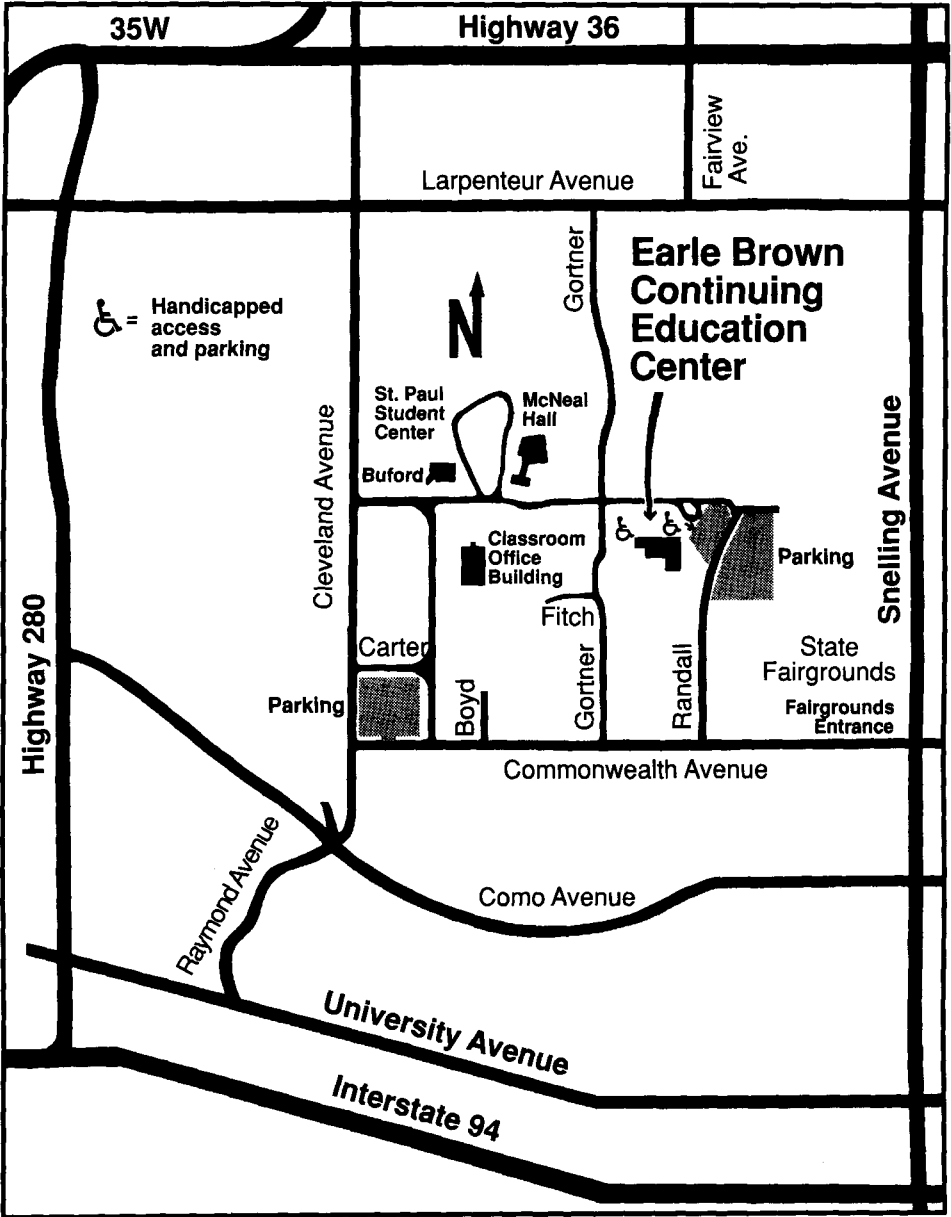 35W
Highway 36
Fairview
Ave.
Larpenteur Avenue
Gortner
Earle Brown
Continuing
Education
Center
N
= Handicapped
access
and parking
St. Paul
Student
Center
McNeal
Hall
Buford
Cleveland Avenue
Snelling Avenue
Classroom
Office
Building
Parking
Fitch
Highway 280
Carter
State
Fairgrounds
Parking
Boyd
Gortner
Randall
Fairgrounds
Entrance
Commonwealth Avenue
Raymond Avenue
Como Avenue
University Avenue
Interstate 94